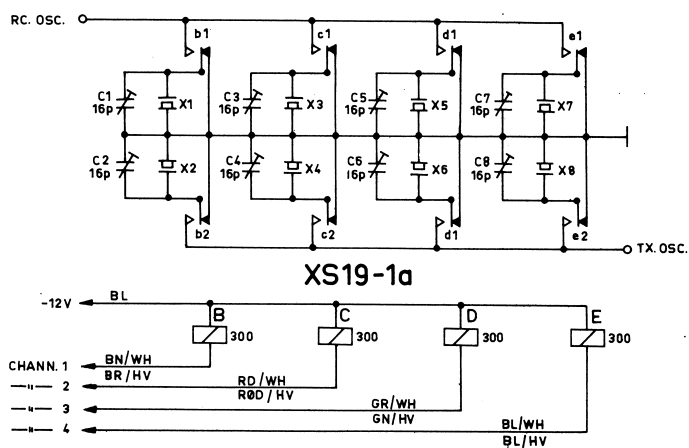 RC. OSC.
b1 c1 d1 e1
C1 16p X1 C3 16p X3 C5 16p X5 C7 16p X7
C2 16p X2 C4 16p X4 C6 16p X6 C8 16p X8
b2 c2 d1 e2
TX. OSC.
XS19-1a
-12V BL
B C D E
300 300 300 300
CHANN. 1 BN/WH
BR/HV
—"— 2 RD/WH
RØD/HV
—"— 3 GR/WH
GN/HV
—"— 4 BL/WH
BL/HV